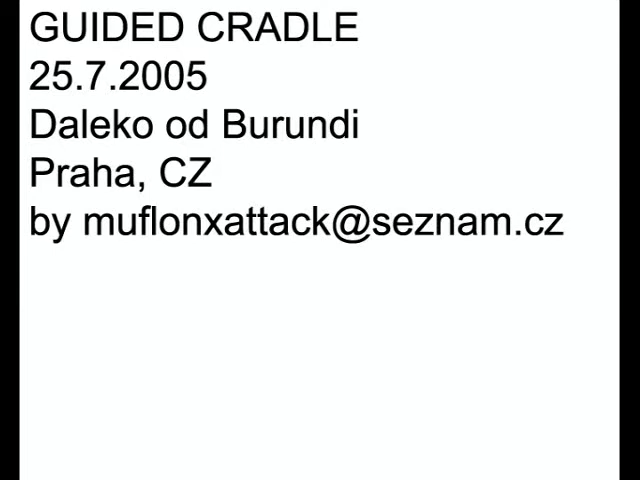 GUIDED CRADLE
25.7.2005
Daleko od Burundi
Praha, CZ
by muflonxattack@seznam.cz